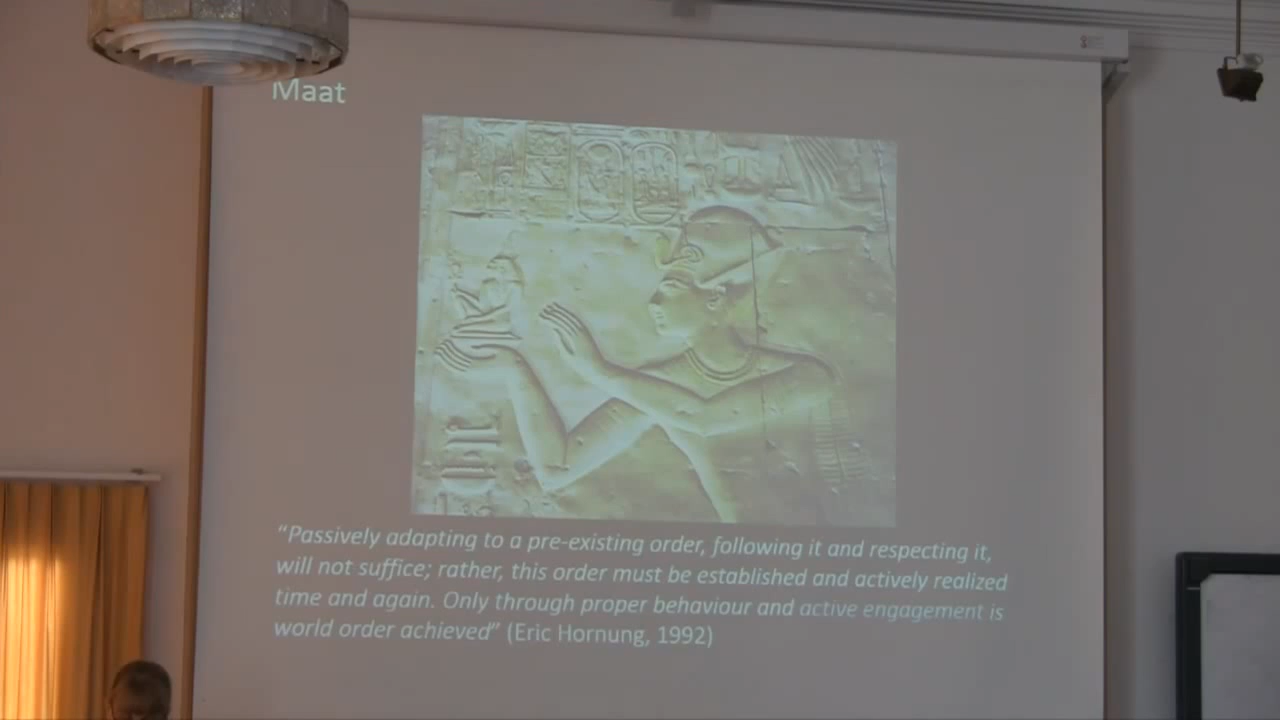 Maat
“Passively adapting to a pre-existing order, following it and respecting it,
will not suffice; rather, this order must be established and actively realized
time and again. Only through proper behaviour and active engagement is
world order achieved” (Eric Hornung, 1992)